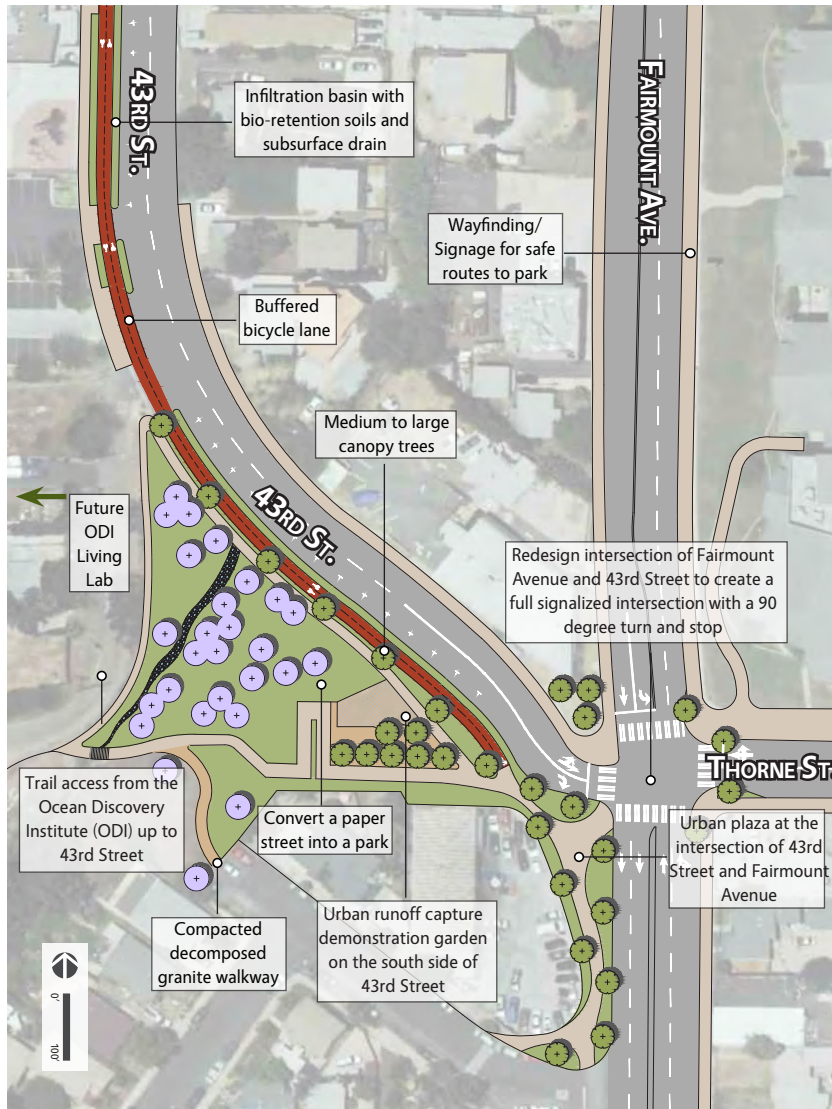 43RD ST.
FAIRMOUNT AVE.
Infiltration basin with
bio-retention soils and
subsurface drain
Wayfinding/
Signage for safe
routes to park
Buffered
bicycle lane
Medium to large
canopy trees
43RD ST.
Future
ODI
Living
Lab
Redesign intersection of Fairmount
Avenue and 43rd Street to create a
full signalized intersection with a 90
degree turn and stop
THORNE ST.
Trail access from the
Ocean Discovery
Institute (ODI) up to
43rd Street
Convert a paper
street into a park
Urban plaza at the
intersection of 43rd
Street and Fairmount
Avenue
Compacted
decomposed
granite walkway
Urban runoff capture
demonstration garden
on the south side of
43rd Street
0'
100'